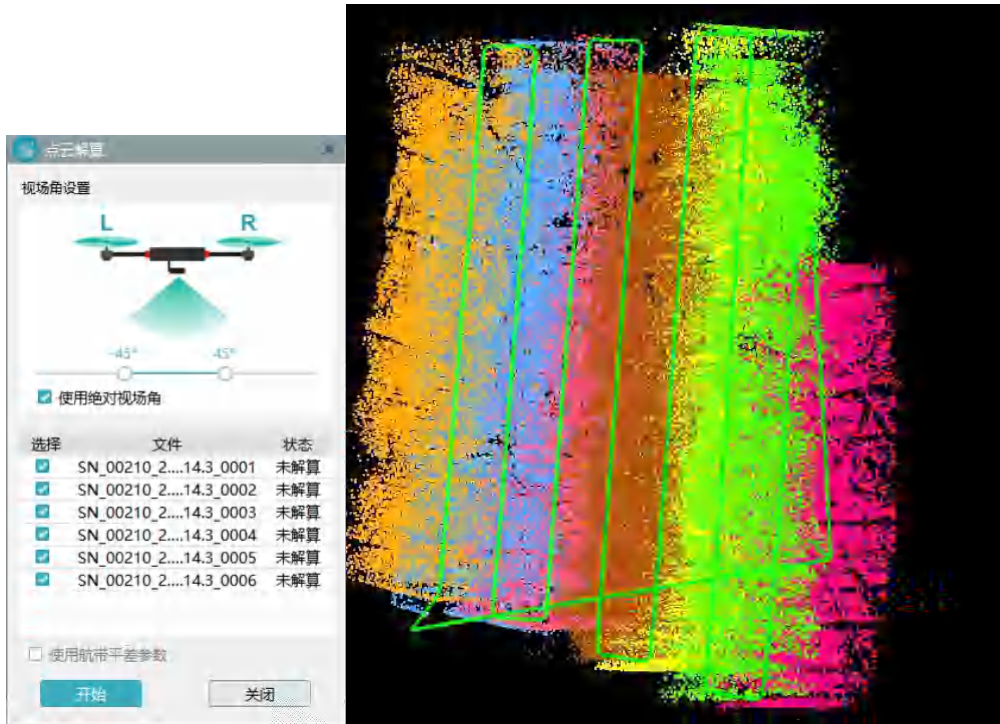 点云解算
视场角设置
L R
-45° 45°
使用绝对视场角
选择 文件 状态
SN_00210_2....14.3_0001 未解算
SN_00210_2....14.3_0002 未解算
SN_00210_2....14.3_0003 未解算
SN_00210_2....14.3_0004 未解算
SN_00210_2....14.3_0005 未解算
SN_00210_2....14.3_0006 未解算
使用航带平差参数
开始 关闭